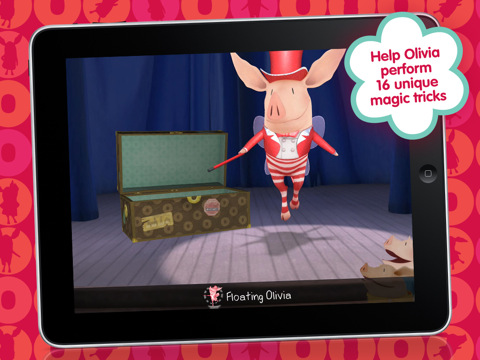 Help Olivia
perform
16 unique
magic tricks
Floating Olivia